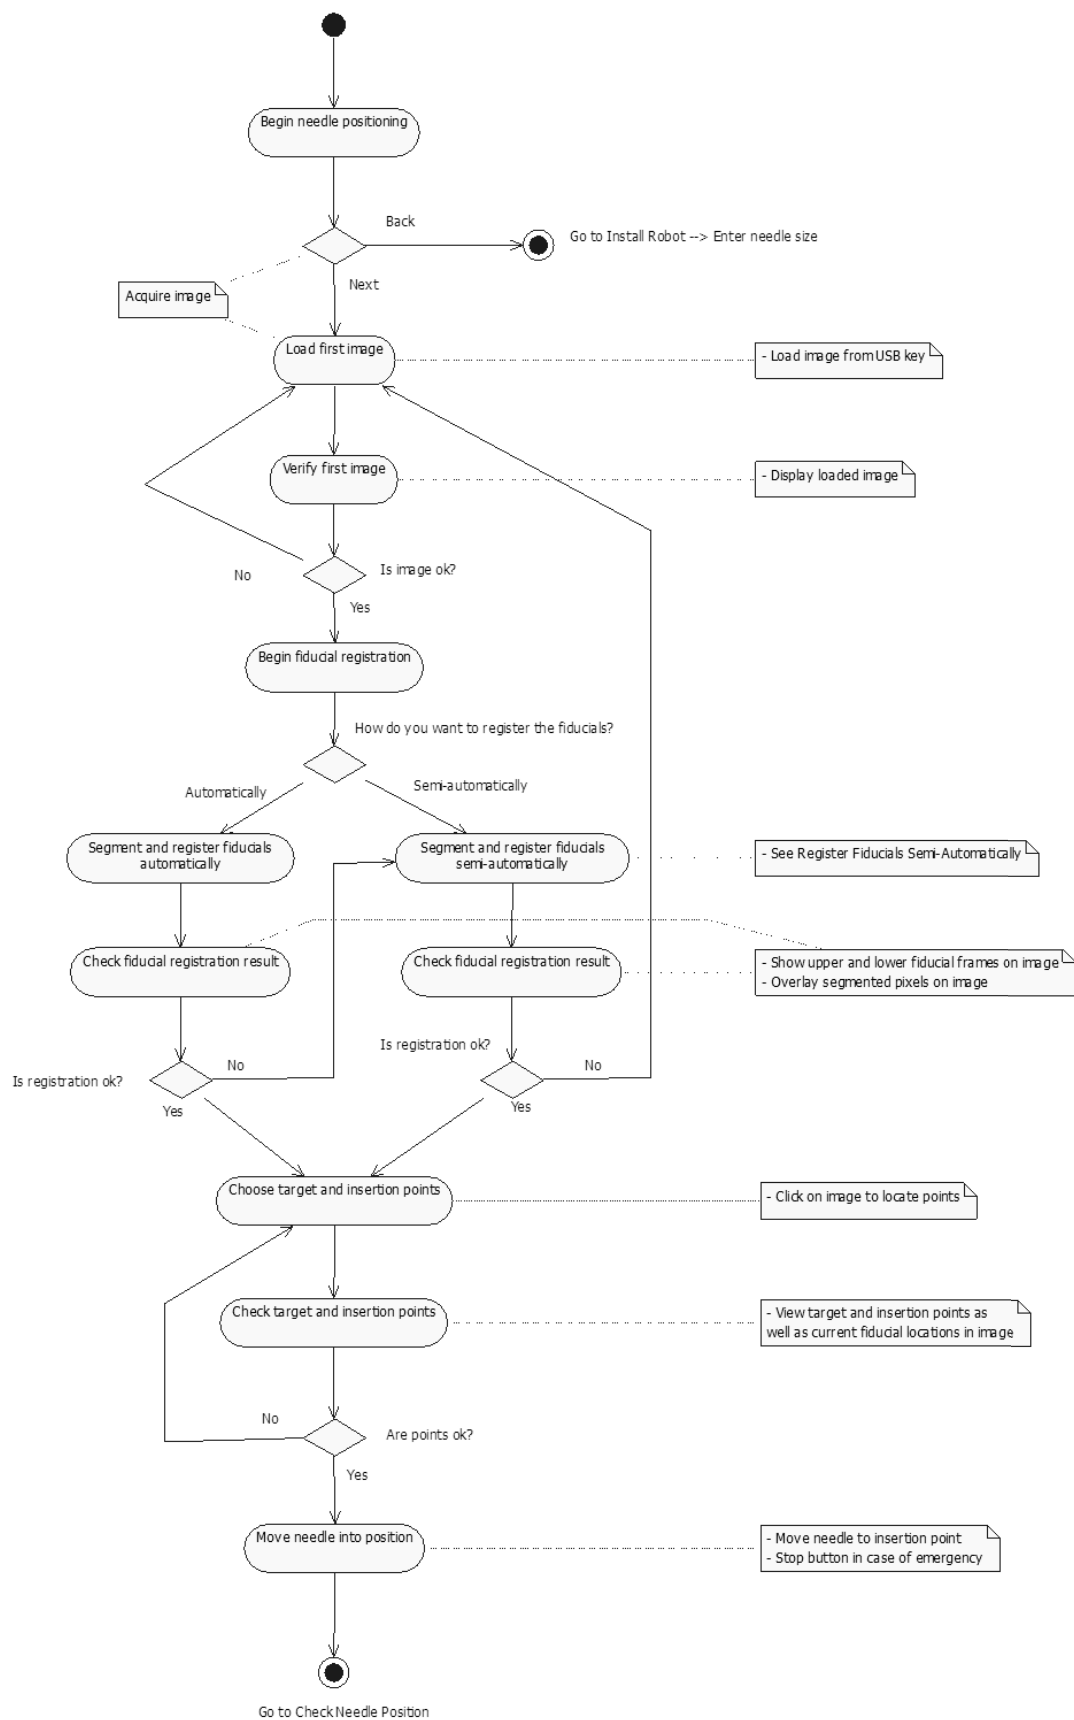 Begin needle positioning
Back
Go to Install Robot --> Enter needle size
Next
Acquire image
Load first image
- Load image from USB key
Verify first image
- Display loaded image
Is image ok?
No
Yes
Begin fiducial registration
How do you want to register the fiducials?
Automatically
Semi-automatically
Segment and register fiducials
automatically
Segment and register fiducials
semi-automatically
- See Register Fiducials Semi-Automatically
Check fiducial registration result
Check fiducial registration result
- Show upper and lower fiducial frames on image
- Overlay segmented pixels on image
Is registration ok?
No
Yes
Is registration ok?
No
Yes
Choose target and insertion points
- Click on image to locate points
Check target and insertion points
- View target and insertion points as
well as current fiducial locations in image
No
Are points ok?
Yes
Move needle into position
- Move needle to insertion point
- Stop button in case of emergency
Go to Check Needle Position